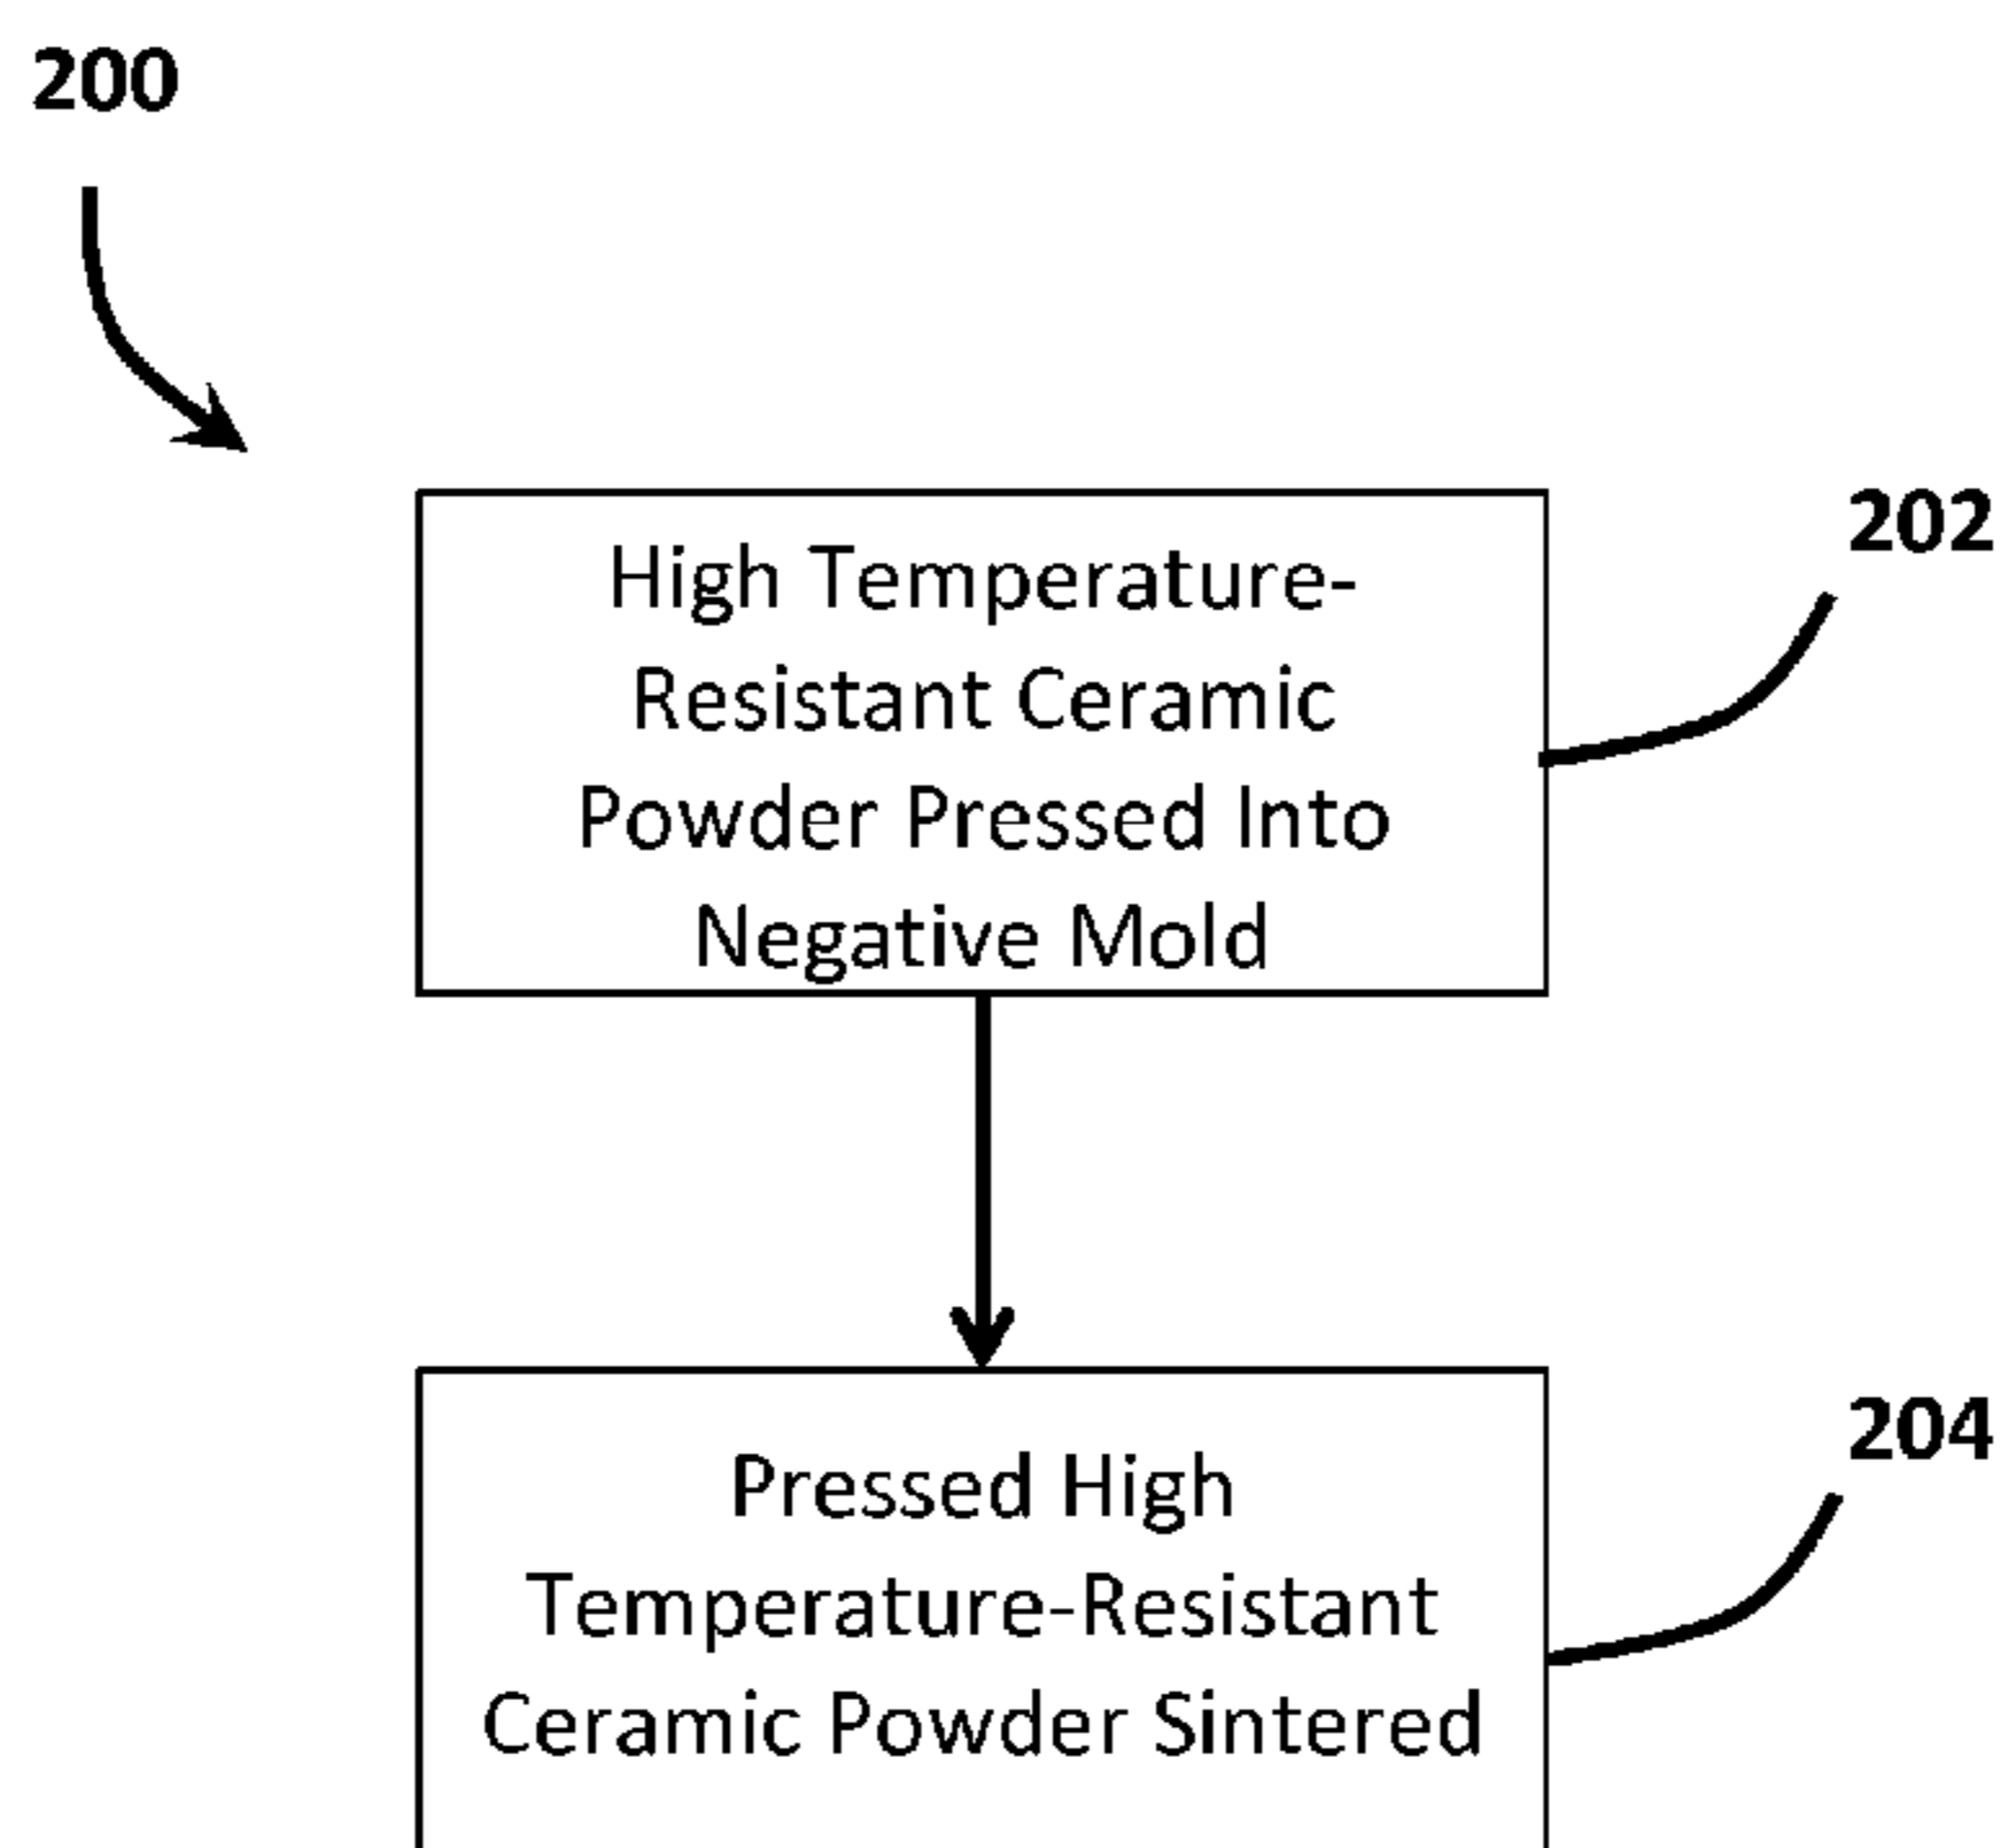 200
High Temperature-
Resistant Ceramic
Powder Pressed Into
Negative Mold
202
Pressed High
Temperature-Resistant
Ceramic Powder Sintered
204